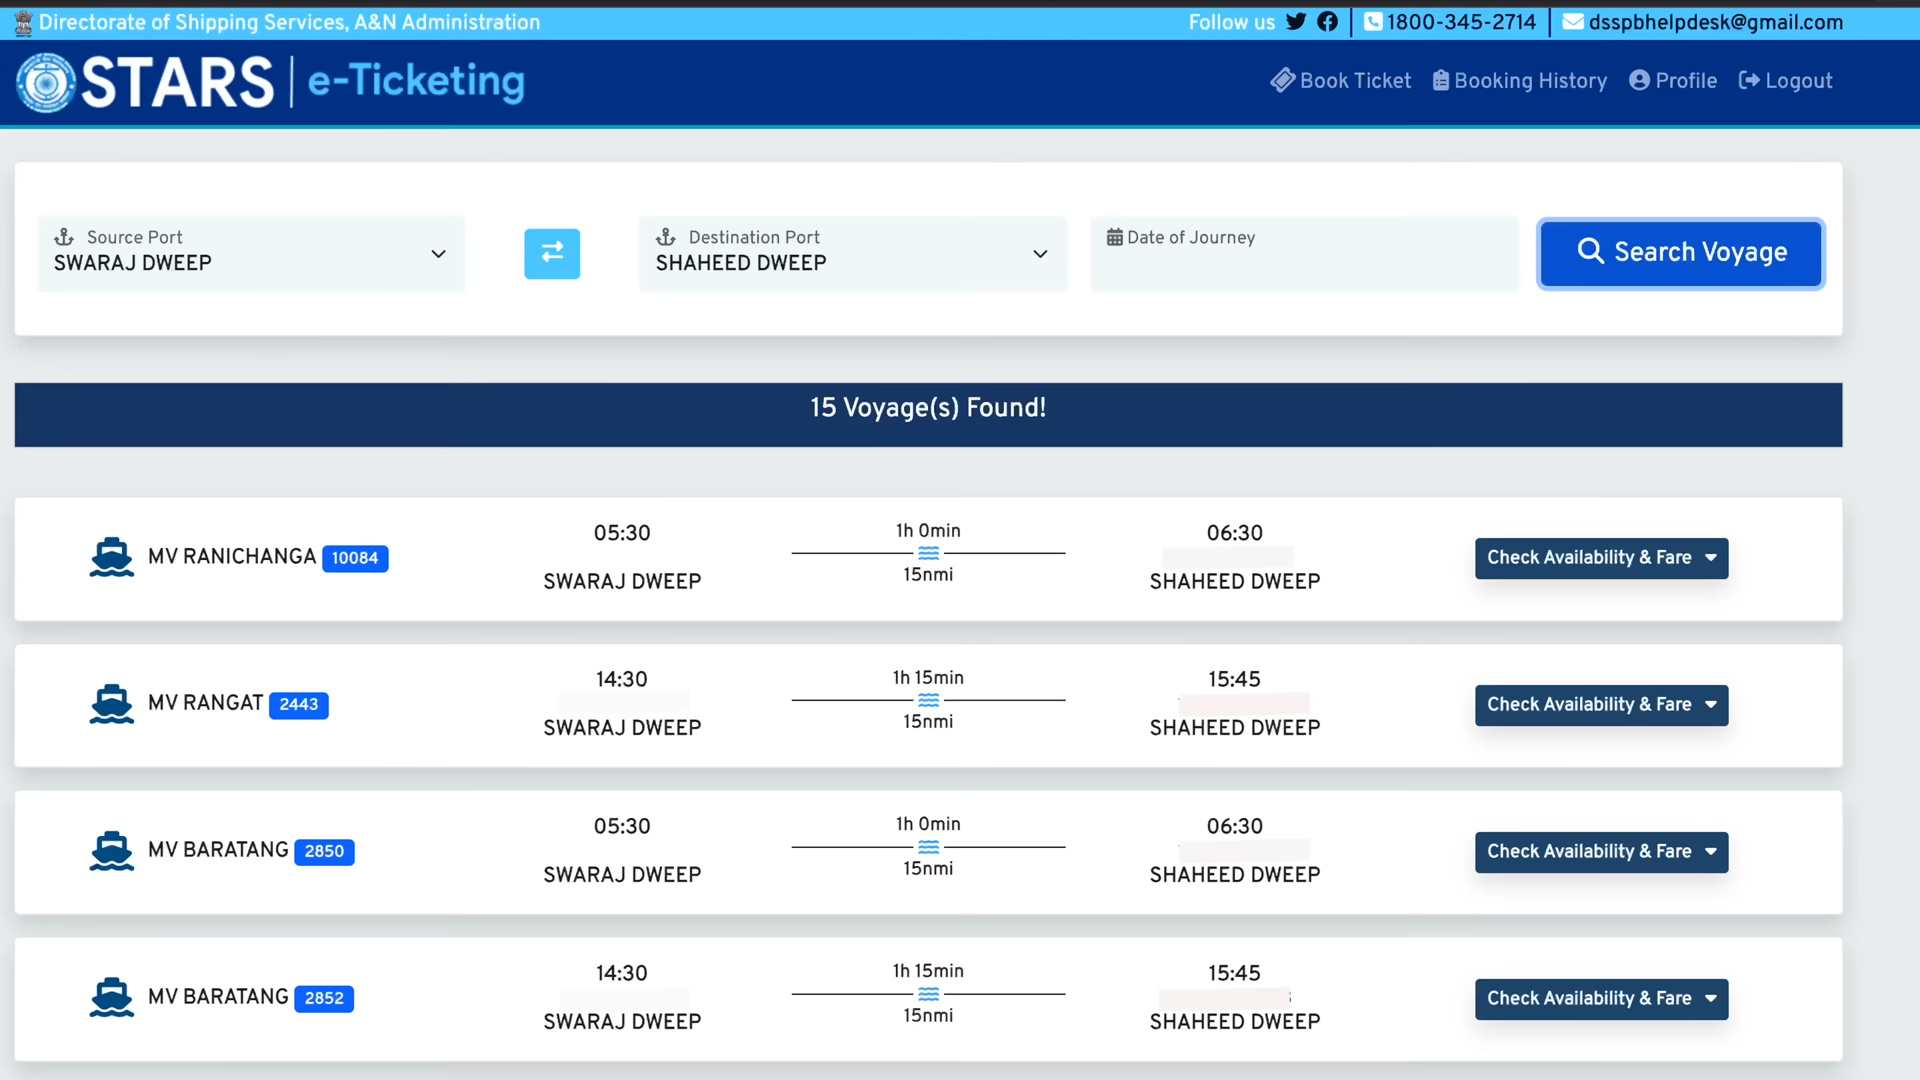 Directorate of Shipping Services, A&N Administration
Follow us
1800-345-2714
dsspbhelpdesk@gmail.com
STARS | e-Ticketing
Book Ticket
Booking History
Profile
Logout
Source Port
SWARAJ DWEEP
Destination Port
SHAHEED DWEEP
Date of Journey
Search Voyage
15 Voyage(s) Found!
MV RANICHANGA 10084
05:30
SWARAJ DWEEP
1h 0min
15nmi
06:30
SHAHEED DWEEP
Check Availability & Fare
MV RANGAT 2443
14:30
SWARAJ DWEEP
1h 15min
15nmi
15:45
SHAHEED DWEEP
Check Availability & Fare
MV BARATANG 2850
05:30
SWARAJ DWEEP
1h 0min
15nmi
06:30
SHAHEED DWEEP
Check Availability & Fare
MV BARATANG 2852
14:30
SWARAJ DWEEP
1h 15min
15nmi
15:45
SHAHEED DWEEP
Check Availability & Fare